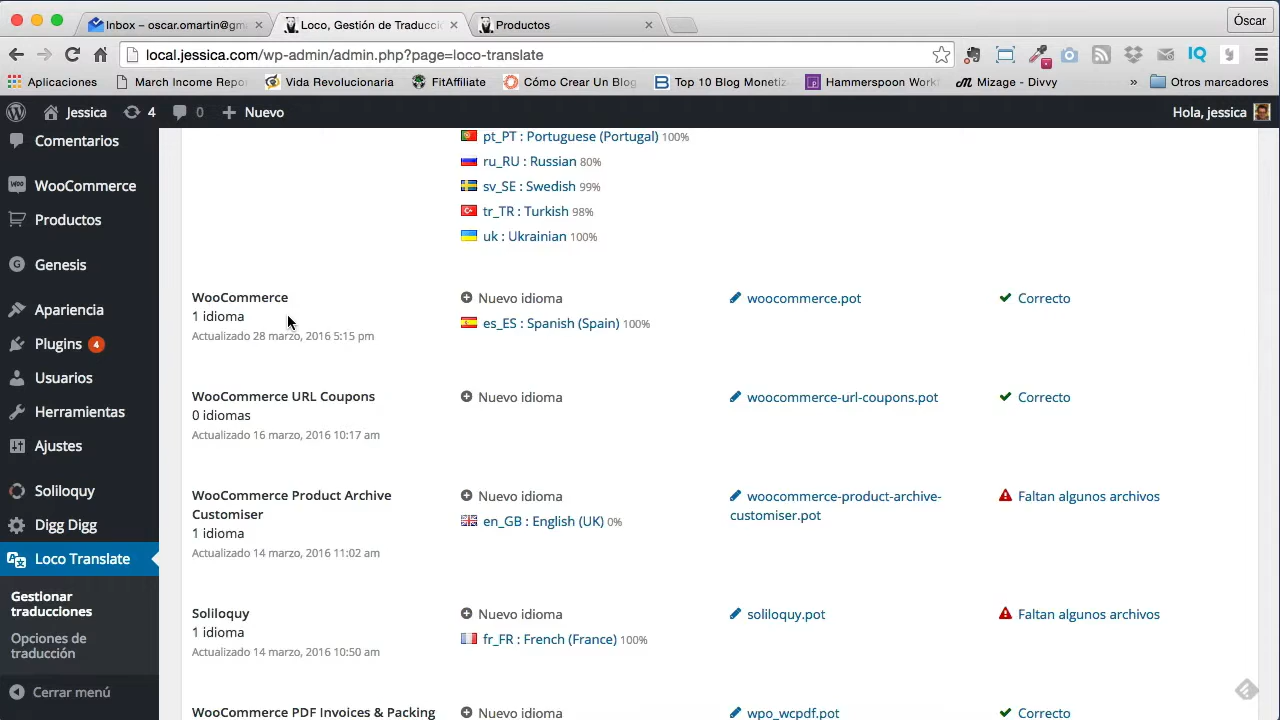 Inbox – oscar.omartin@gm
Loco, Gestión de Traducci
Productos
Óscar
local.jessica.com/wp-admin/admin.php?page=loco-translate
Aplicaciones
March Income Repo
Vida Revolucionaria
FitAffiliate
Cómo Crear Un Blog
Top 10 Blog Monetiz
Hammerspoon Workf
Mizage - Divvy
»
Otros marcadores
Jessica
4
0
Nuevo
Hola, jessica
Comentarios
WooCommerce
Productos
Genesis
Apariencia
Plugins 4
Usuarios
Herramientas
Ajustes
Soliloquy
Digg Digg
Loco Translate
Gestionar
traducciones
Opciones de
traducción
Cerrar menú
pt_PT : Portuguese (Portugal) 100%
ru_RU : Russian 80%
sv_SE : Swedish 99%
tr_TR : Turkish 98%
uk : Ukrainian 100%
WooCommerce
1 idioma
Actualizado 28 marzo, 2016 5:15 pm
Nuevo idioma
es_ES : Spanish (Spain) 100%
woocommerce.pot
Correcto
WooCommerce URL Coupons
0 idiomas
Actualizado 16 marzo, 2016 10:17 am
Nuevo idioma
woocommerce-url-coupons.pot
Correcto
WooCommerce Product Archive
Customiser
1 idioma
Actualizado 14 marzo, 2016 11:02 am
Nuevo idioma
en_GB : English (UK) 0%
woocommerce-product-archive-
customiser.pot
Faltan algunos archivos
Soliloquy
1 idioma
Actualizado 14 marzo, 2016 10:50 am
Nuevo idioma
fr_FR : French (France) 100%
soliloquy.pot
Faltan algunos archivos
WooCommerce PDF Invoices & Packing
Nuevo idioma
wpo_wcpdf.pot
Correcto